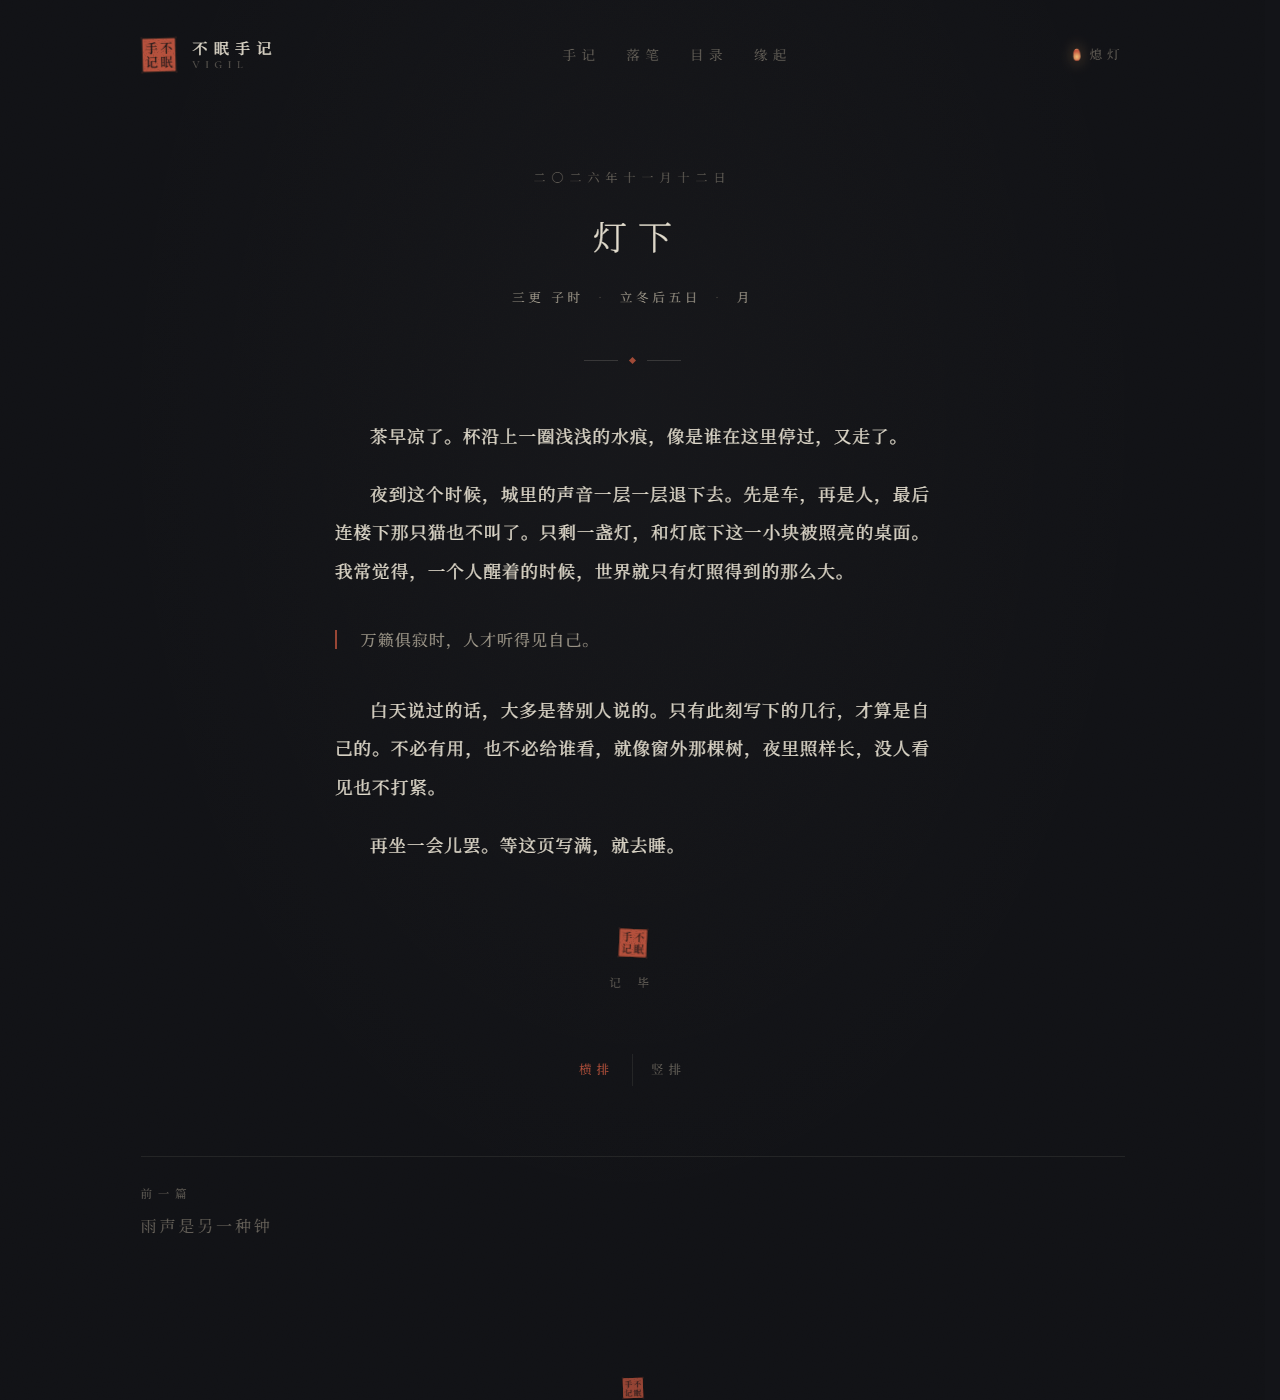 不眠手记
不眠手记
VIGIL
手记
落笔
目录
缘起
熄灯
二〇二六年十一月十二日
灯下
三更 子时 · 立冬后五日 · 月
茶早凉了。杯沿上一圈浅浅的水痕，像是谁在这里停过，又走了。
夜到这个时候，城里的声音一层一层退下去。先是车，再是人，最后
连楼下那只猫也不叫了。只剩一盏灯，和灯底下这一小块被照亮的桌面。
我常觉得，一个人醒着的时候，世界就只有灯照得到的那么大。
万籁俱寂时，人才听得见自己。
白天说过的话，大多是替别人说的。只有此刻写下的几行，才算是自
己的。不必有用，也不必给谁看，就像窗外那棵树，夜里照样长，没人看
见也不打紧。
再坐一会儿罢。等这页写满，就去睡。
不眠手记
记毕
横排
竖排
前一篇
雨声是另一种钟
不眠手记